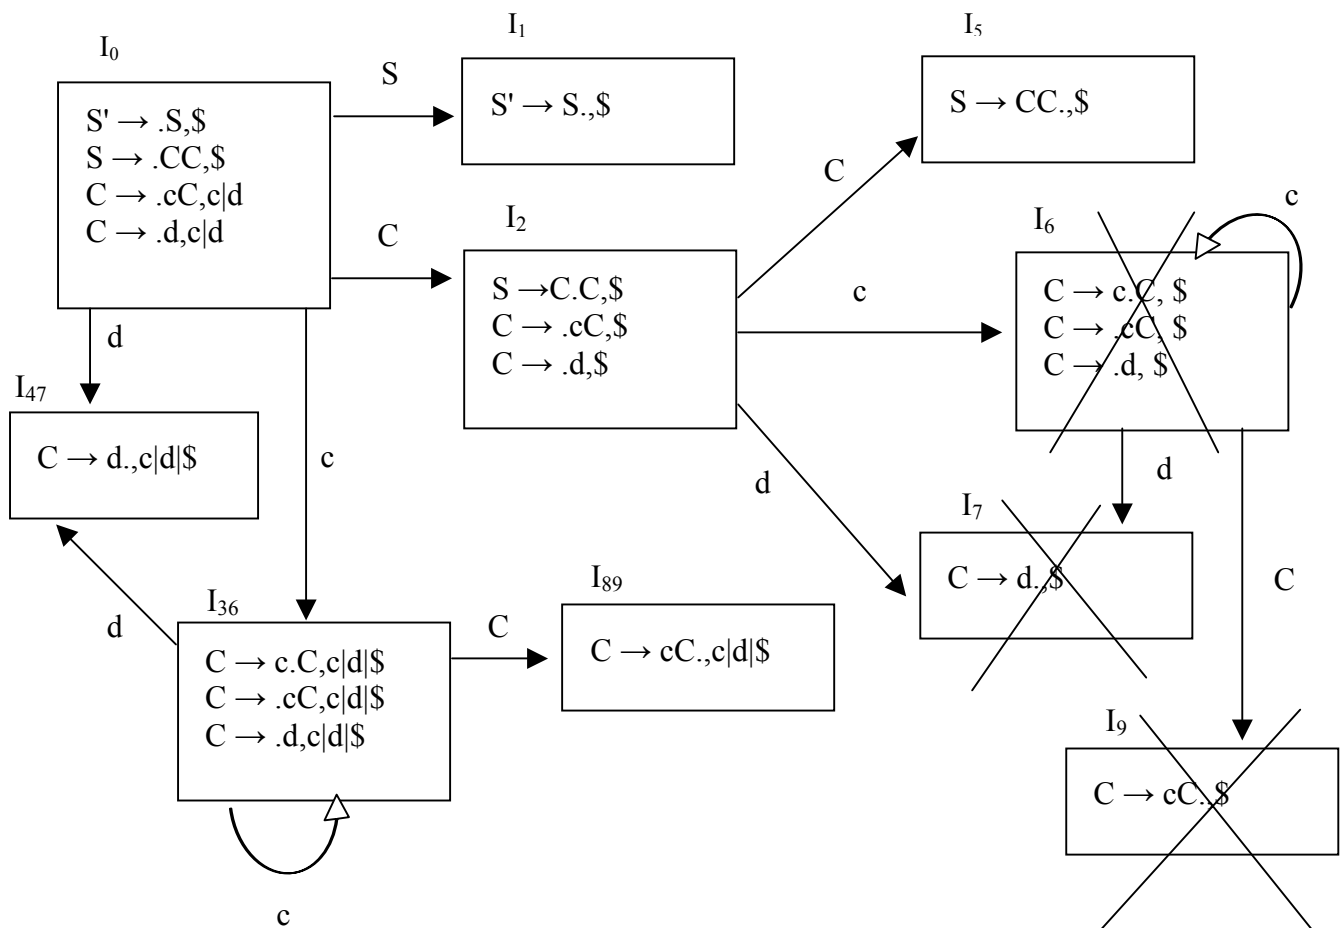 I₀
S' → .S,$
S → .CC,$
C → .cC,c|d
C → .d,c|d
S
I₁
S' → S.,$
C
I₂
S →C.C,$
C → .cC,$
C → .d,$
C
I₅
S → CC.,$
c
I₆
C → c.C, $
C → .cC, $
C → .d, $
c
d
I₄₇
C → d.,c|d|$
c
d
I₇
C → d.,$
d
C
d
I₃₆
C → c.C,c|d|$
C → .cC,c|d|$
C → .d,c|d|$
C
I₈₉
C → cC.,c|d|$
I₉
C → cC.,$
c